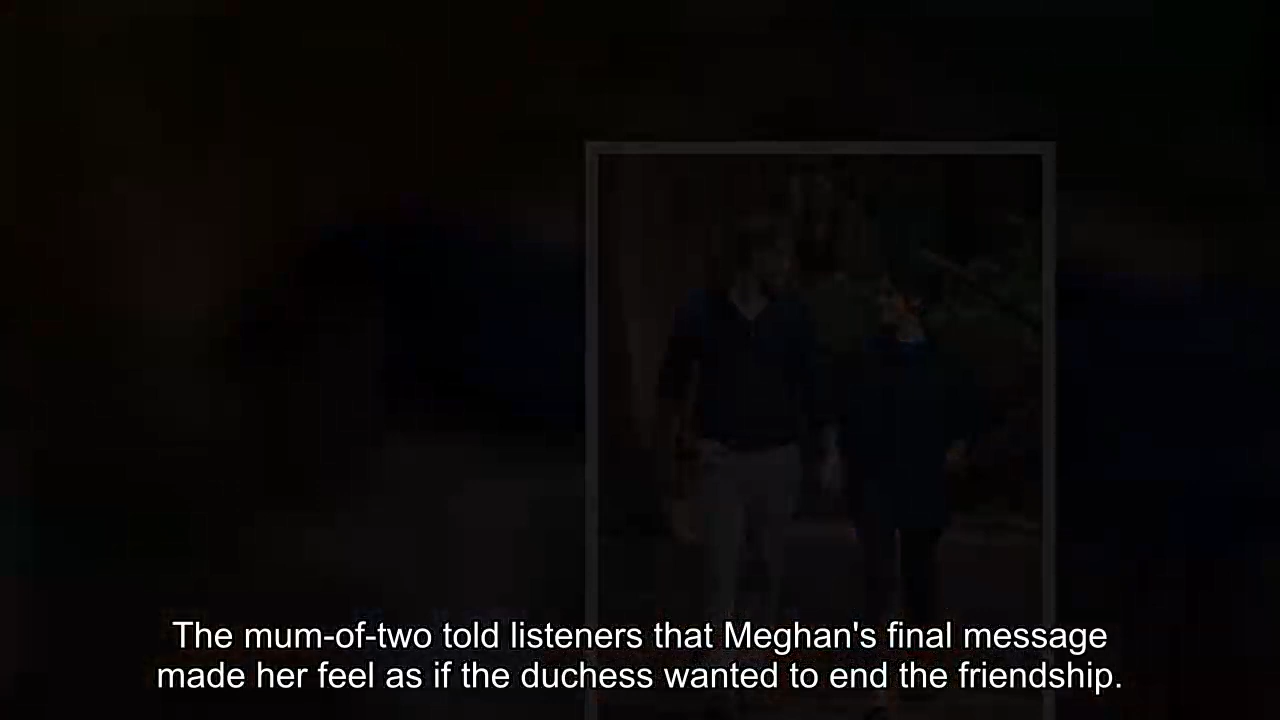 The mum-of-two told listeners that Meghan's final message
made her feel as if the duchess wanted to end the friendship.